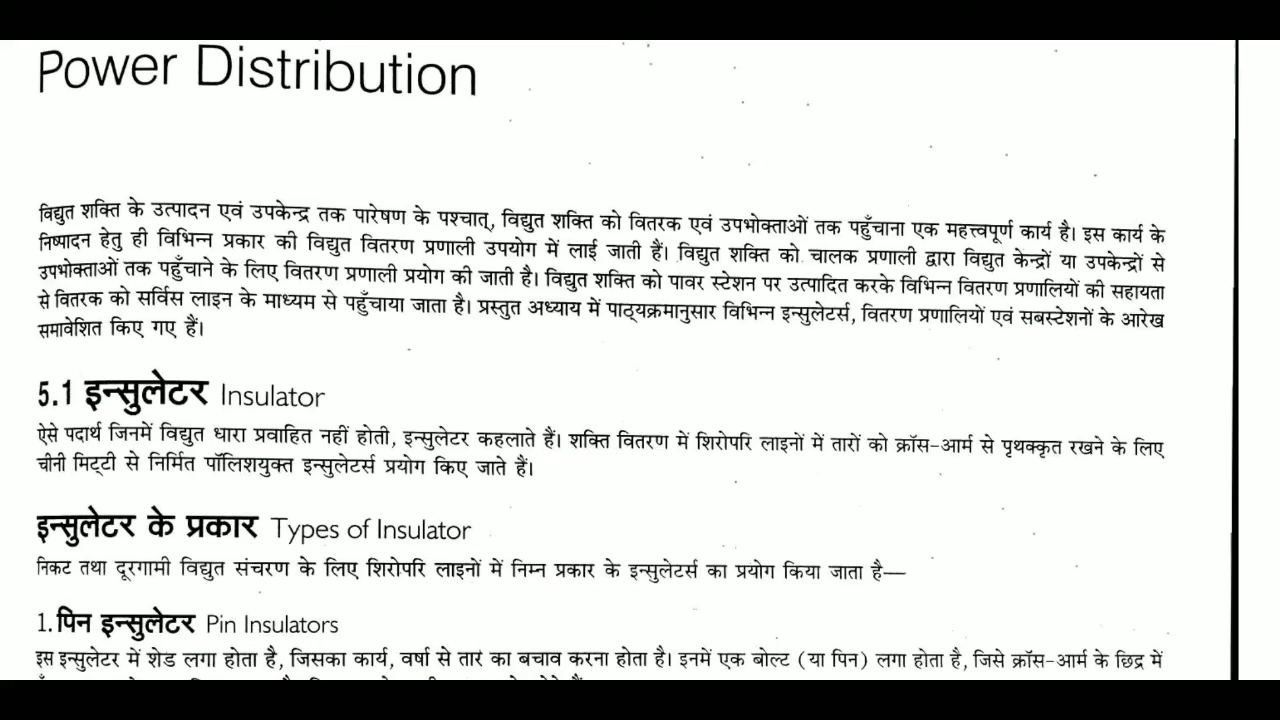 Power Distribution
विद्युत शक्ति के उत्पादन एवं उपकेन्द्र तक पारेषण के पश्चात्, विद्युत शक्ति को वितरक एवं उपभोक्ताओं तक पहुँचाना एक महत्त्वपूर्ण कार्य है। इस कार्य के
निष्पादन हेतु ही विभिन्न प्रकार की विद्युत वितरण प्रणाली उपयोग में लाई जाती हैं। विद्युत शक्ति को चालक प्रणाली द्वारा विद्युत केन्द्रों या उपकेन्द्रों से
उपभोक्ताओं तक पहुँचाने के लिए वितरण प्रणाली प्रयोग की जाती है। विद्युत शक्ति को पावर स्टेशन पर उत्पादित करके विभिन्न वितरण प्रणालियों की सहायता
से वितरक को सर्विस लाइन के माध्यम से पहुँचाया जाता है। प्रस्तुत अध्याय में पाठ्यक्रमानुसार विभिन्न इन्सुलेटर्स, वितरण प्रणालियों एवं सबस्टेशनों के आरेख
समावेशित किए गए हैं।
5.1 इन्सुलेटर Insulator
ऐसे पदार्थ जिनमें विद्युत धारा प्रवाहित नहीं होती, इन्सुलेटर कहलाते हैं। शक्ति वितरण में शिरोपरि लाइनों में तारों को क्रॉस-आर्म से पृथक्कृत रखने के लिए
चीनी मिट्टी से निर्मित पॉलिशयुक्त इन्सुलेटर्स प्रयोग किए जाते हैं।
इन्सुलेटर के प्रकार Types of Insulator
निकट तथा दूरगामी विद्युत संचरण के लिए शिरोपरि लाइनों में निम्न प्रकार के इन्सुलेटर्स का प्रयोग किया जाता है—
1. पिन इन्सुलेटर Pin Insulators
इस इन्सुलेटर में शेड लगा होता है, जिसका कार्य, वर्षा से तार का बचाव करना होता है। इनमें एक बोल्ट (या पिन) लगा होता है, जिसे क्रॉस-आर्म के छिद्र में